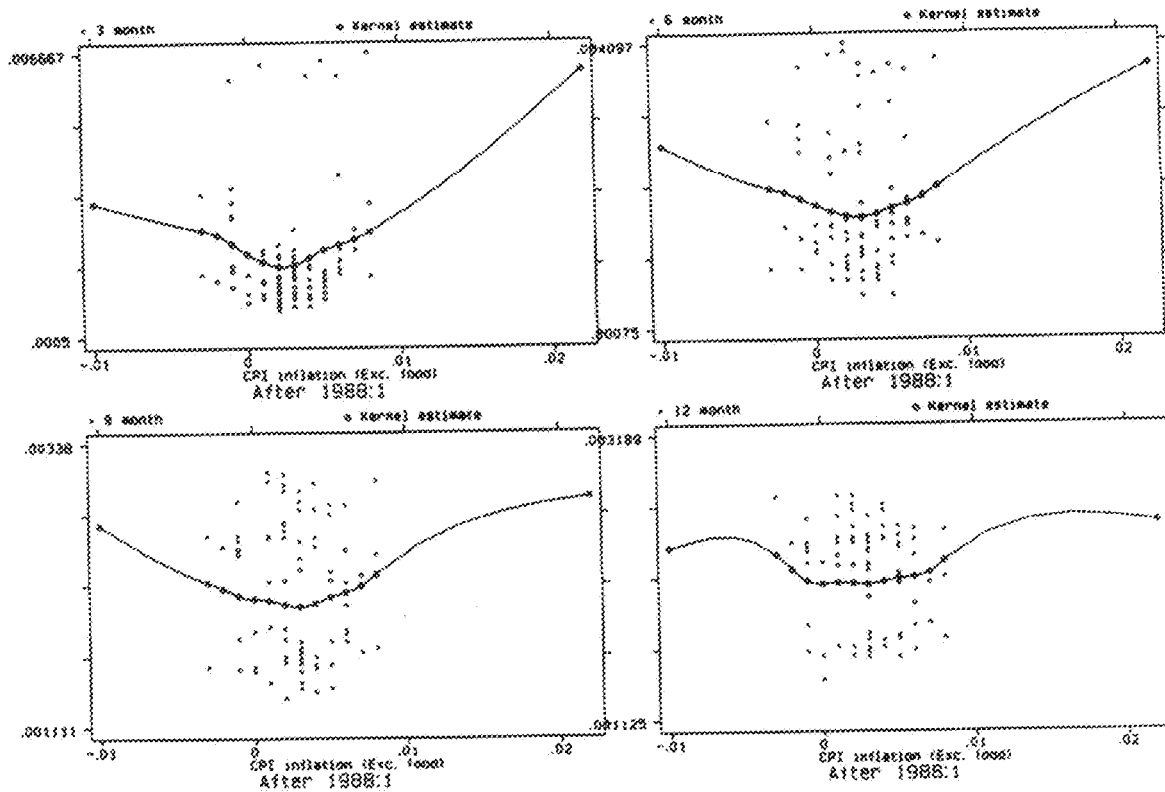 3 month ◆ Kernel estimate
.006667
.0005
-.01 0 .01 .02
CPI inflation (Exc. food)
After 1988:1
6 month ◆ Kernel estimate
.004097
.00075
-.01 0 .01 .02
CPI inflation (Exc. food)
After 1988:1
9 month ◆ Kernel estimate
.00338
.001111
-.01 0 .01 .02
CPI inflation (Exc. food)
After 1988:1
12 month ◆ Kernel estimate
-.01 0 .01 .02
CPI inflation (Exc. food)
After 1988:1